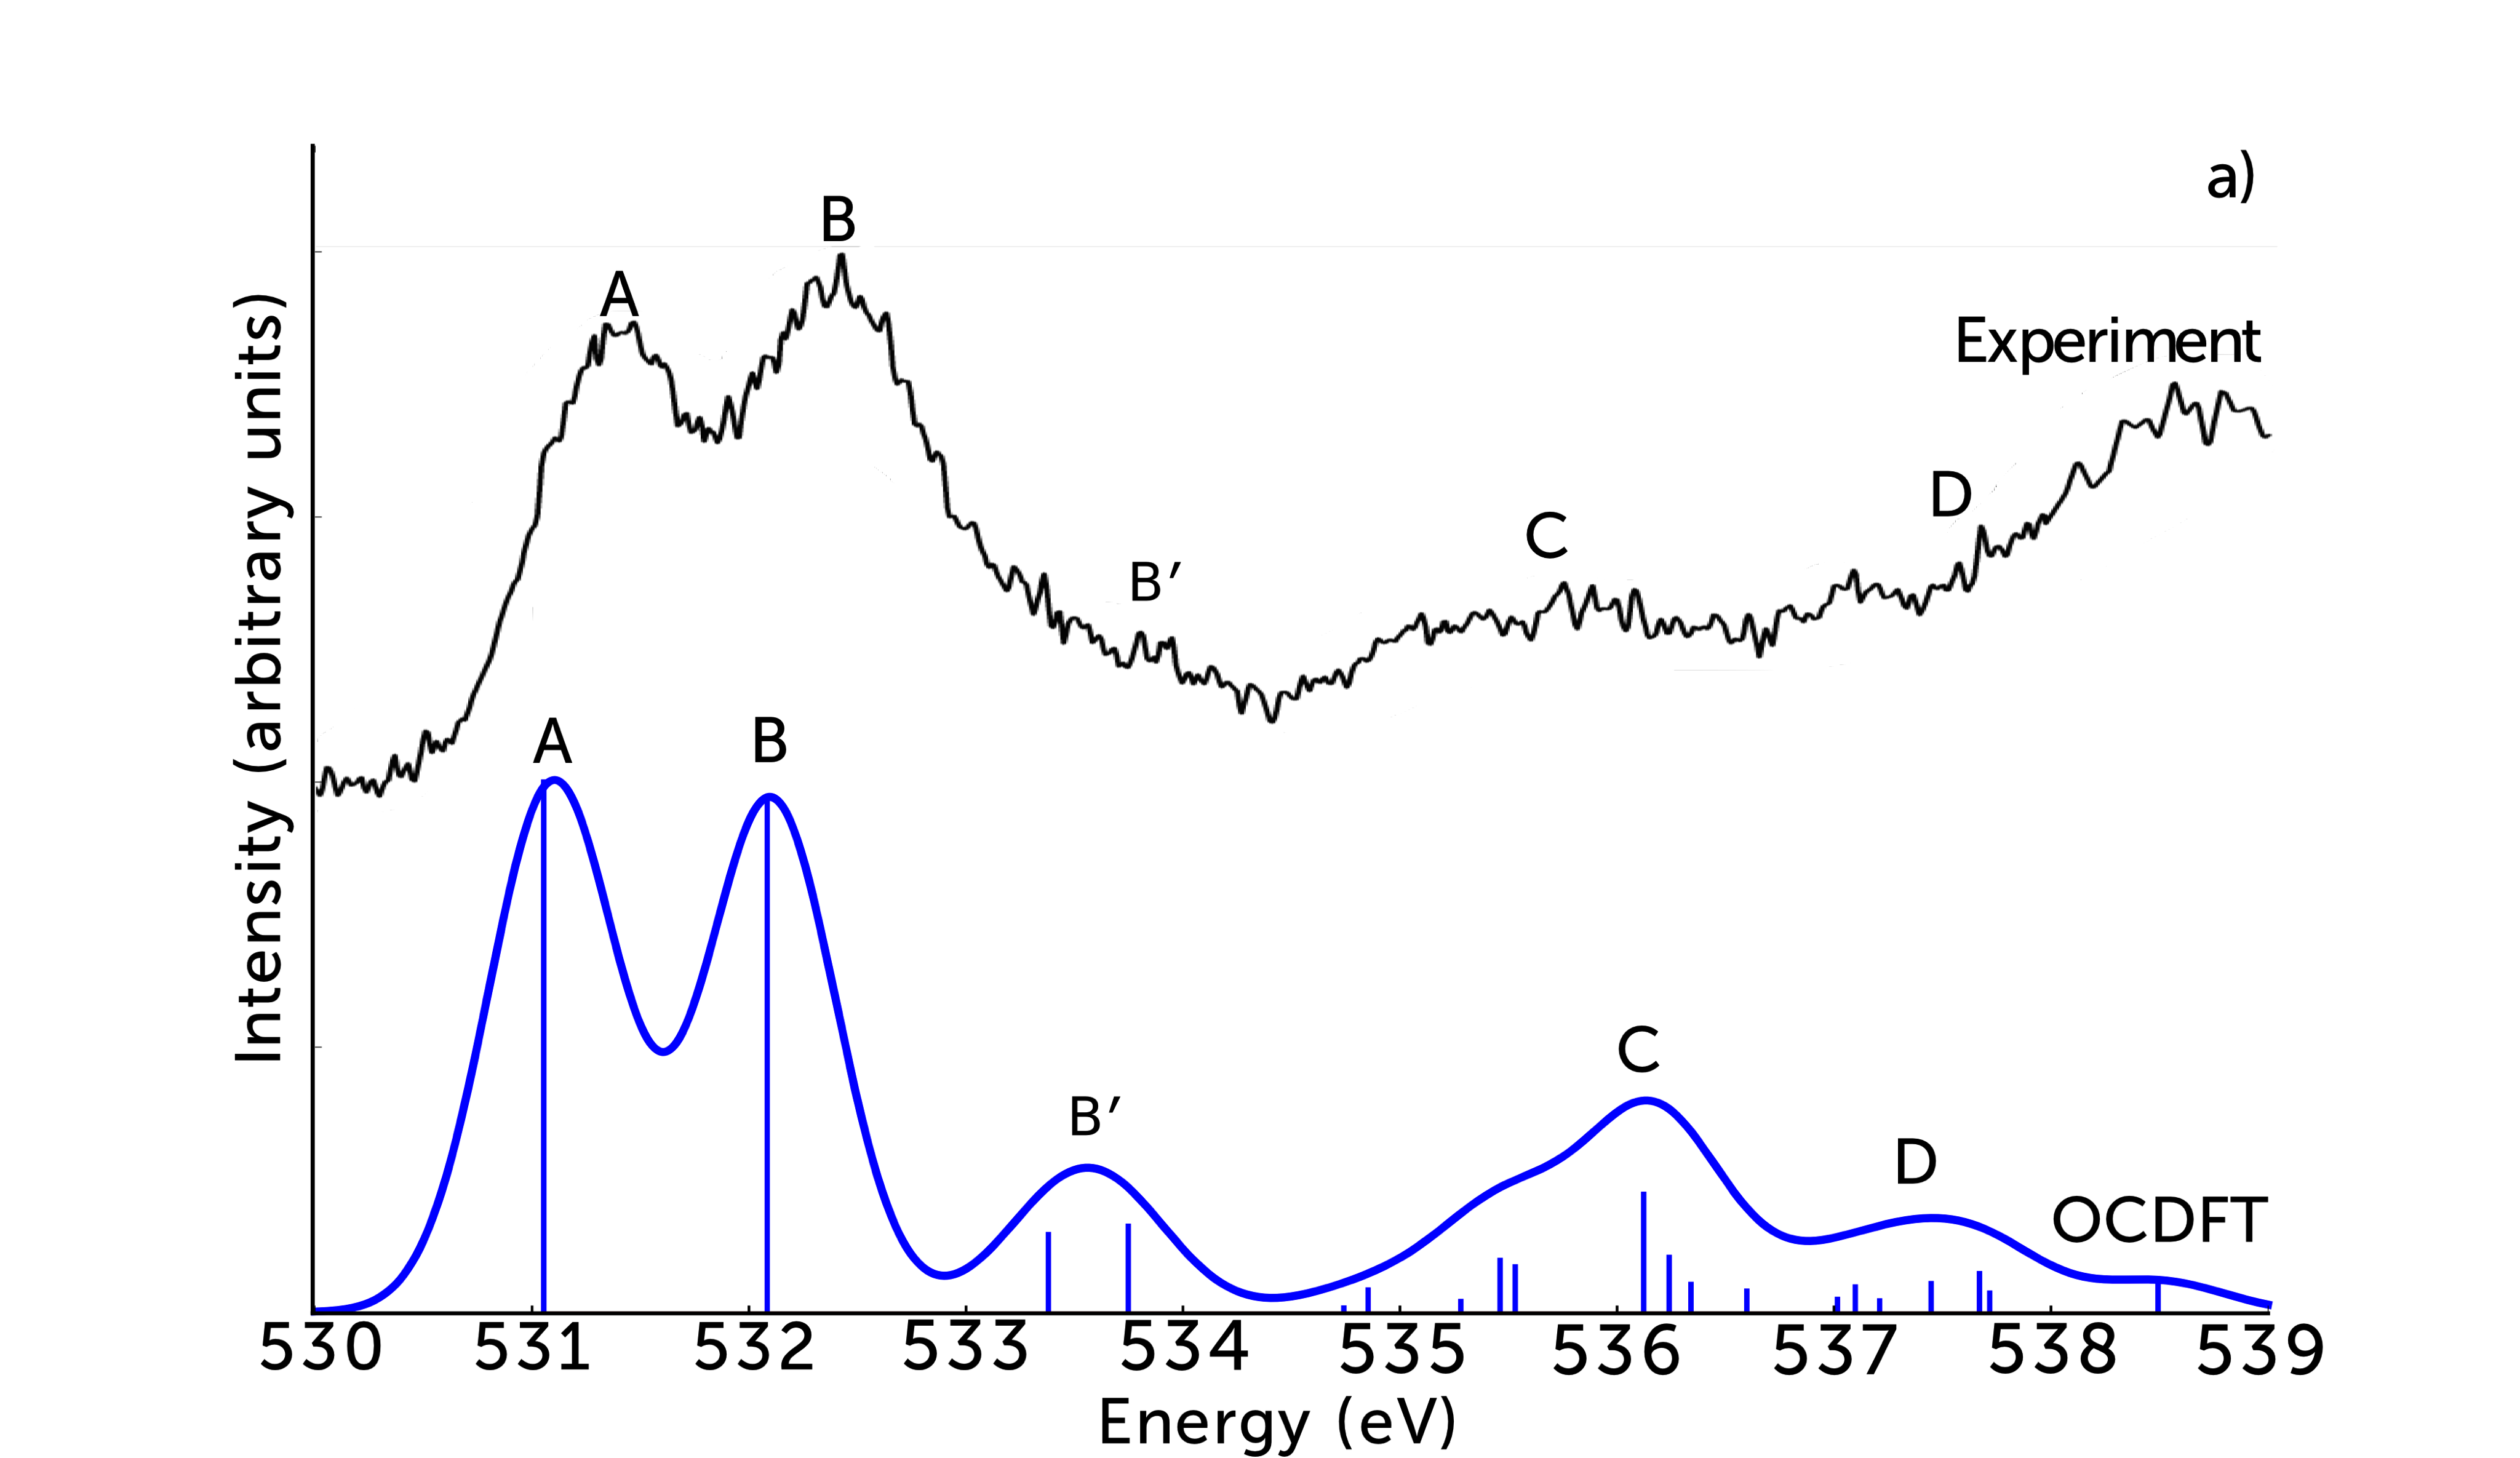 a)
B
A
Experiment
D
C
B′
Intensity (arbitrary units)
A
B
C
B′
D
OCDFT
530 531 532 533 534 535 536 537 538 539
Energy (eV)